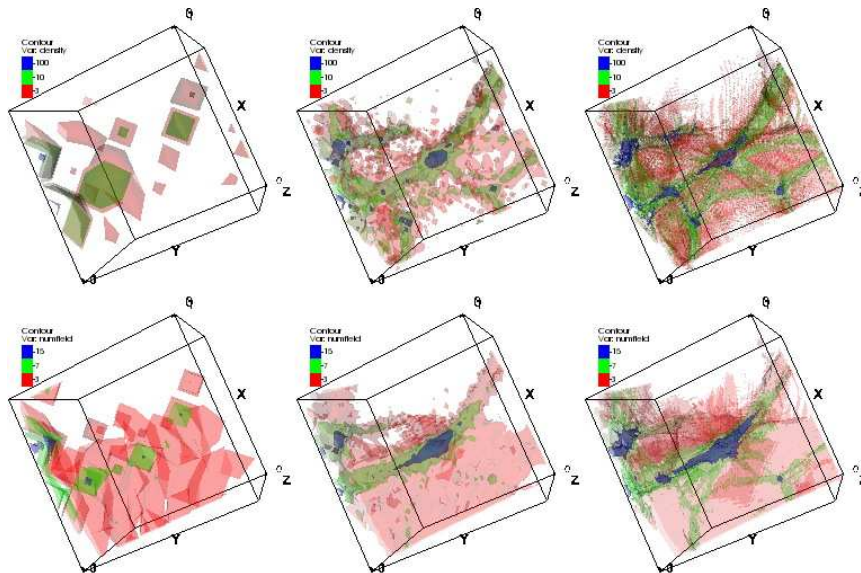 Contour
Var: density
100
10
3
X
Y
Z
Contour
Var: density
100
10
3
X
Y
Z
Contour
Var: density
100
10
3
X
Y
Z
Contour
Var: numfield
15
7
3
X
Y
Z
Contour
Var: numfield
15
7
3
X
Y
Z
Contour
Var: numfield
15
7
3
X
Y
Z